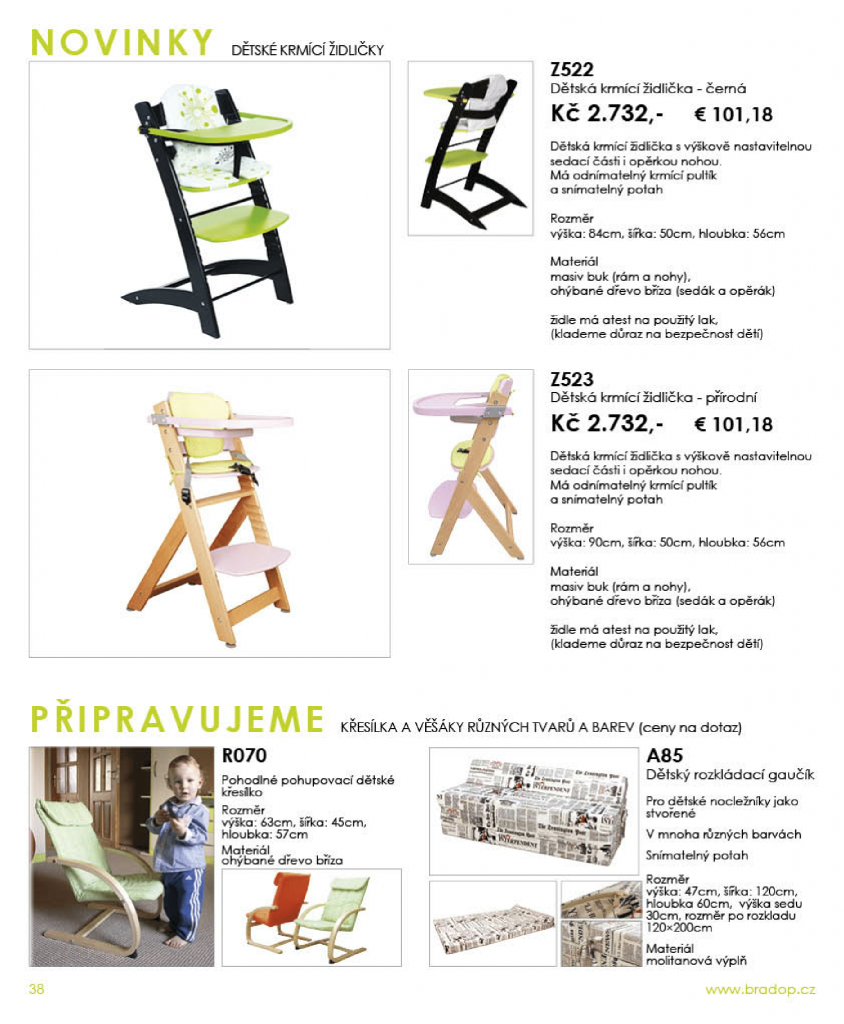 NOVINKY DĚTSKÉ KRMÍCÍ ŽIDLIČKY
Z522
Dětská krmící židlička - černá
Kč 2.732,- € 101,18
Dětská krmící židlička s výškově nastavitelnou
sedací části i opěrkou nohou.
Má odnímatelný krmící pultík
a snímatelný potah
Rozměr
výška: 84cm, šířka: 50cm, hloubka: 56cm
Materiál
masiv buk (rám a nohy),
ohýbané dřevo bříza (sedák a opěrák)
židle má atest na použitý lak,
(klademe důraz na bezpečnost dětí)
Z523
Dětská krmící židlička - přírodní
Kč 2.732,- € 101,18
Dětská krmící židlička s výškově nastavitelnou
sedací části i opěrkou nohou.
Má odnímatelný krmící pultík
a snímatelný potah
Rozměr
výška: 90cm, šířka: 50cm, hloubka: 56cm
Materiál
masiv buk (rám a nohy),
ohýbané dřevo bříza (sedák a opěrák)
židle má atest na použitý lak,
(klademe důraz na bezpečnost dětí)
PŘIPRAVUJEME KŘESÍLKA A VĚŠÁKY RŮZNÝCH TVARŮ A BAREV (ceny na dotaz)
R070
Pohodlné pohupovací dětské
křesílko
Rozměr
výška: 63cm, šířka: 45cm,
hloubka: 57cm
Materiál
ohýbané dřevo bříza
A85
Dětský rozkládací gaučík
Pro dětské nocležníky jako
stvořené
V mnoha různých barvách
Snímatelný potah
Rozměr
výška: 47cm, šířka: 120cm,
hloubka 60cm, výška sedu
30cm, rozměr po rozkladu
120×200cm
Materiál
molitanová výplň
38
www.bradop.cz